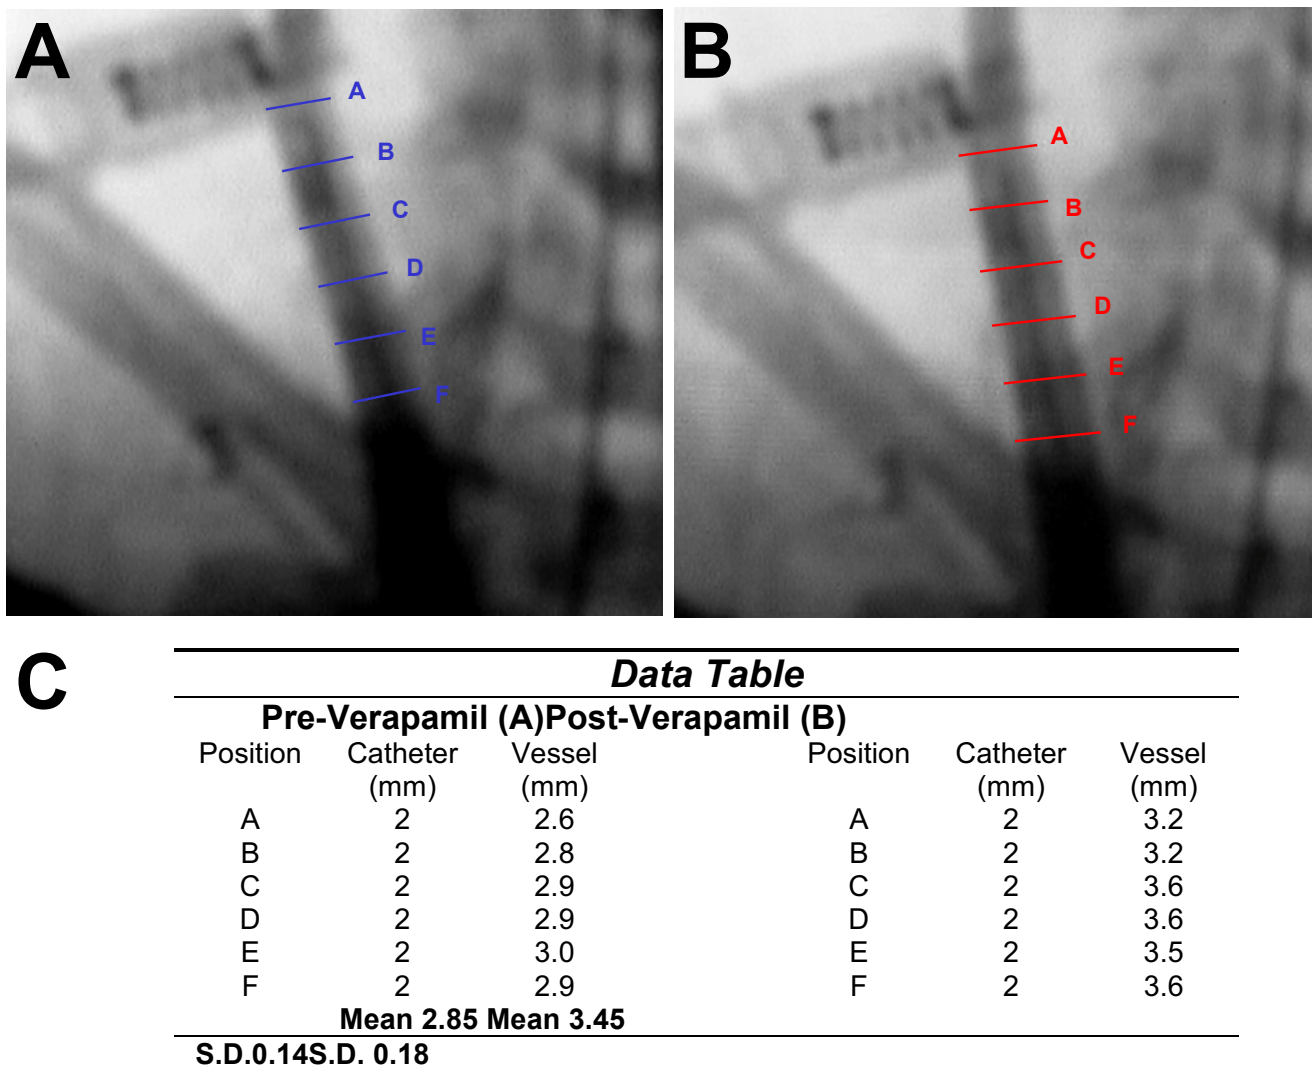 A
A
B
C
D
E
F
B
A
B
C
D
E
F
C
Data Table
Pre-Verapamil (A)Post-Verapamil (B)
Position Catheter Vessel Position Catheter Vessel
(mm) (mm) (mm) (mm)
A 2 2.6 A 2 3.2
B 2 2.8 B 2 3.2
C 2 2.9 C 2 3.6
D 2 2.9 D 2 3.6
E 2 3.0 E 2 3.5
F 2 2.9 F 2 3.6
Mean 2.85 Mean 3.45
S.D.0.14S.D. 0.18